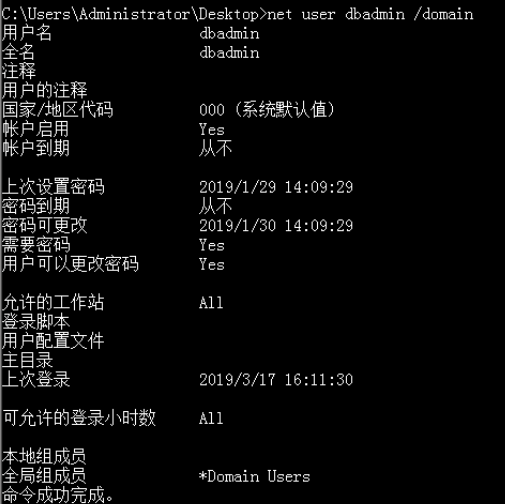 C:\Users\Administrator\Desktop>net user dbadmin /domain
用户名 dbadmin
全名 dbadmin
注释
用户的注释
国家/地区代码 000 (系统默认值)
帐户启用 Yes
帐户到期 从不
上次设置密码 2019/1/29 14:09:29
密码到期 从不
密码可更改 2019/1/30 14:09:29
需要密码 Yes
用户可以更改密码 Yes
允许的工作站 All
登录脚本
用户配置文件
主目录
上次登录 2019/3/17 16:11:30
可允许的登录小时数 All
本地组成员
全局组成员 *Domain Users
命令成功完成。